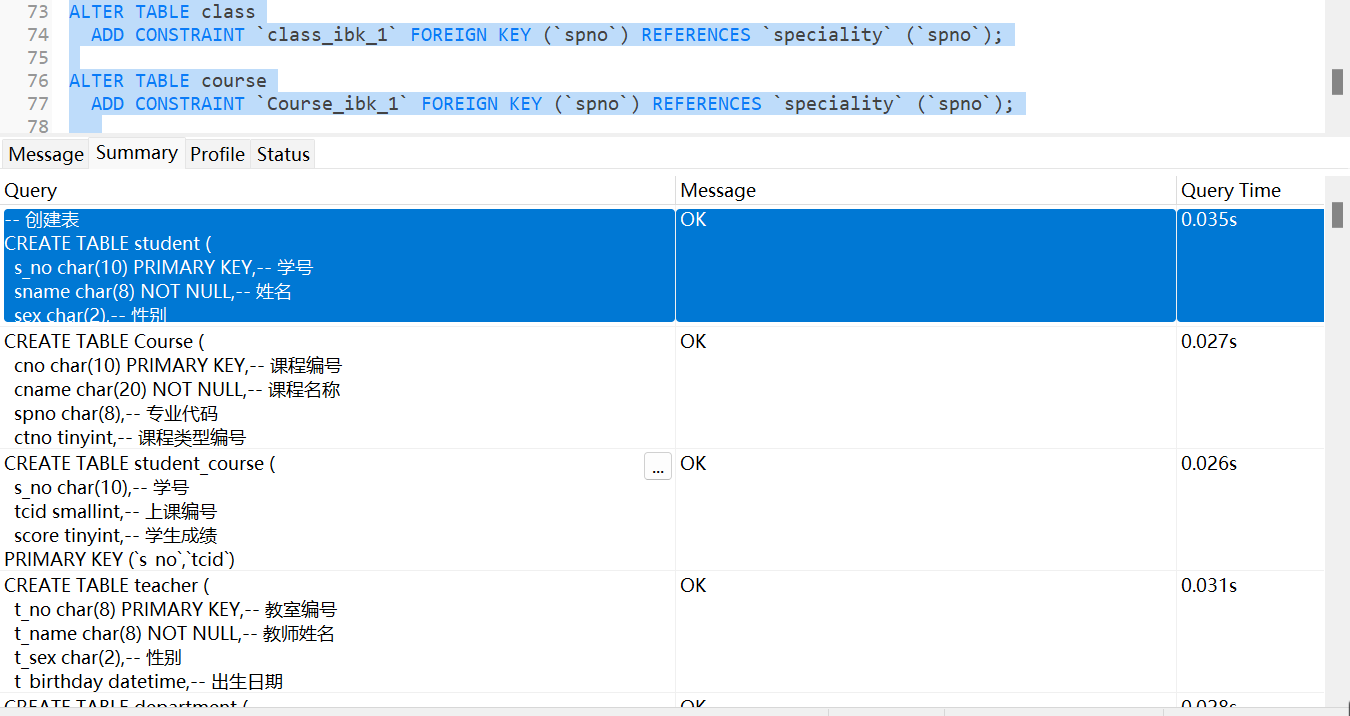 73 ALTER TABLE class
74 ADD CONSTRAINT `class_ibk_1` FOREIGN KEY (`spno`) REFERENCES `speciality` (`spno`);
75
76 ALTER TABLE course
77 ADD CONSTRAINT `Course_ibk_1` FOREIGN KEY (`spno`) REFERENCES `speciality` (`spno`);
78
Message Summary Profile Status
Query Message Query Time
-- 创建表 OK 0.035s
CREATE TABLE student (
s_no char(10) PRIMARY KEY,-- 学号
sname char(8) NOT NULL,-- 姓名
sex char(2),-- 性别
CREATE TABLE Course ( OK 0.027s
cno char(10) PRIMARY KEY,-- 课程编号
cname char(20) NOT NULL,-- 课程名称
spno char(8),-- 专业代码
ctno tinyint,-- 课程类型编号
CREATE TABLE student_course ( ... OK 0.026s
s_no char(10),-- 学号
tcid smallint,-- 上课编号
score tinyint,-- 学生成绩
PRIMARY KEY (`s_no`,`tcid`)
CREATE TABLE teacher ( OK 0.031s
t_no char(8) PRIMARY KEY,-- 教室编号
t_name char(8) NOT NULL,-- 教师姓名
t_sex char(2),-- 性别
t_birthday datetime,-- 出生日期
CREATE TABLE department ( OK 0.028s